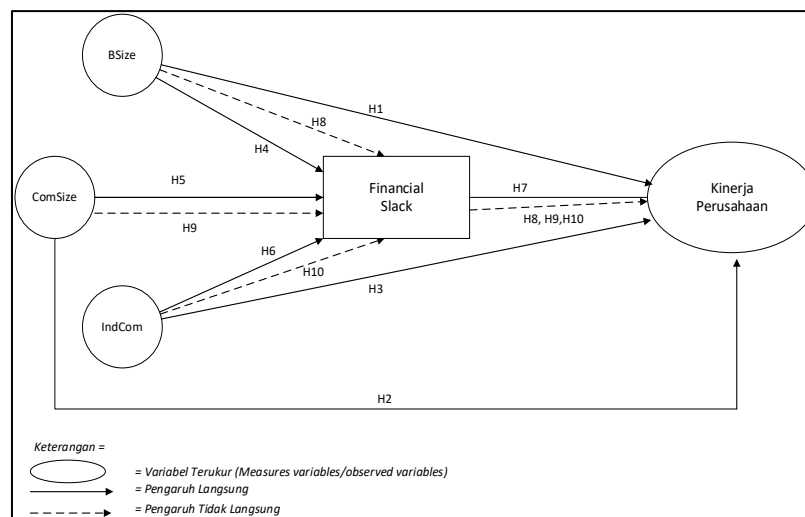 BSize
H1
H8
H4
ComSize
H5
H9
Financial
Slack
H7
H8, H9,H10
Kinerja
Perusahaan
H6
H10
H3
IndCom
H2
Keterangan =
= Variabel Terukur (Measures variables/observed variables)
= Pengaruh Langsung
= Pengaruh Tidak Langsung